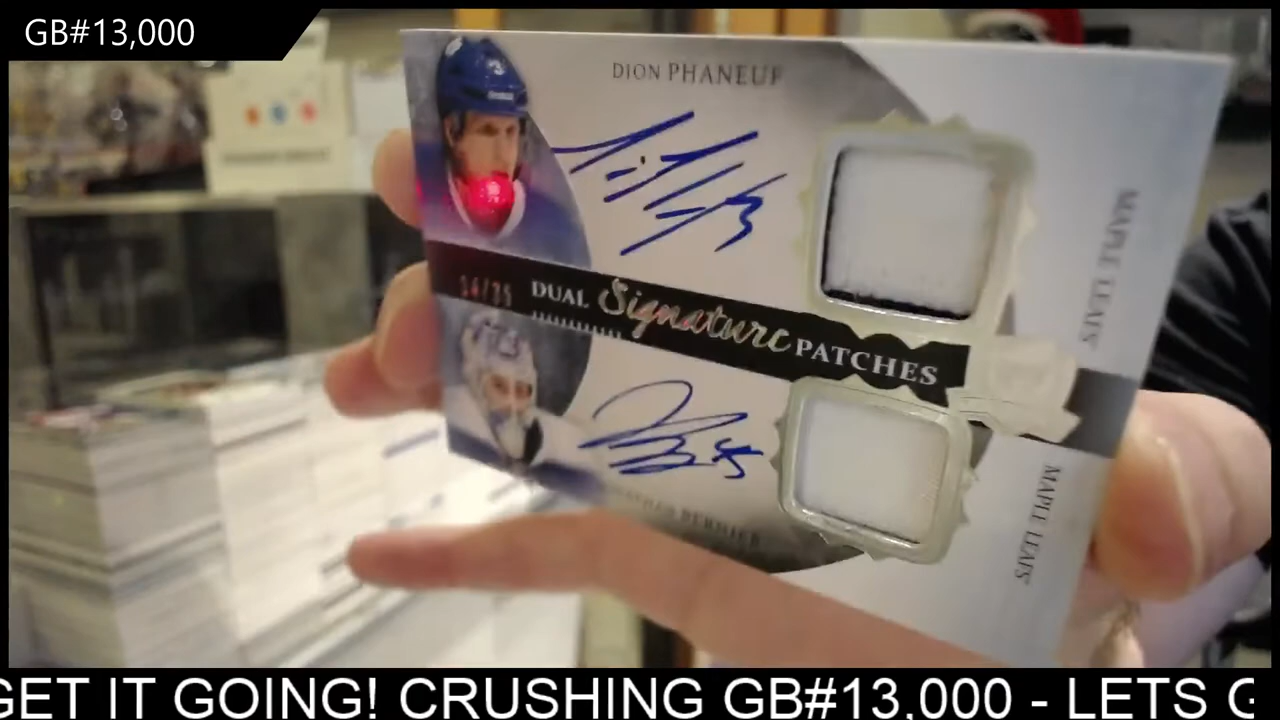 GB#13,000
DION PHANEUF
MAPLE LEAFS
DUAL Signature PATCHES
BERNIER
MAPLE LEAFS
GET IT GOING! CRUSHING GB#13,000 - LETS G